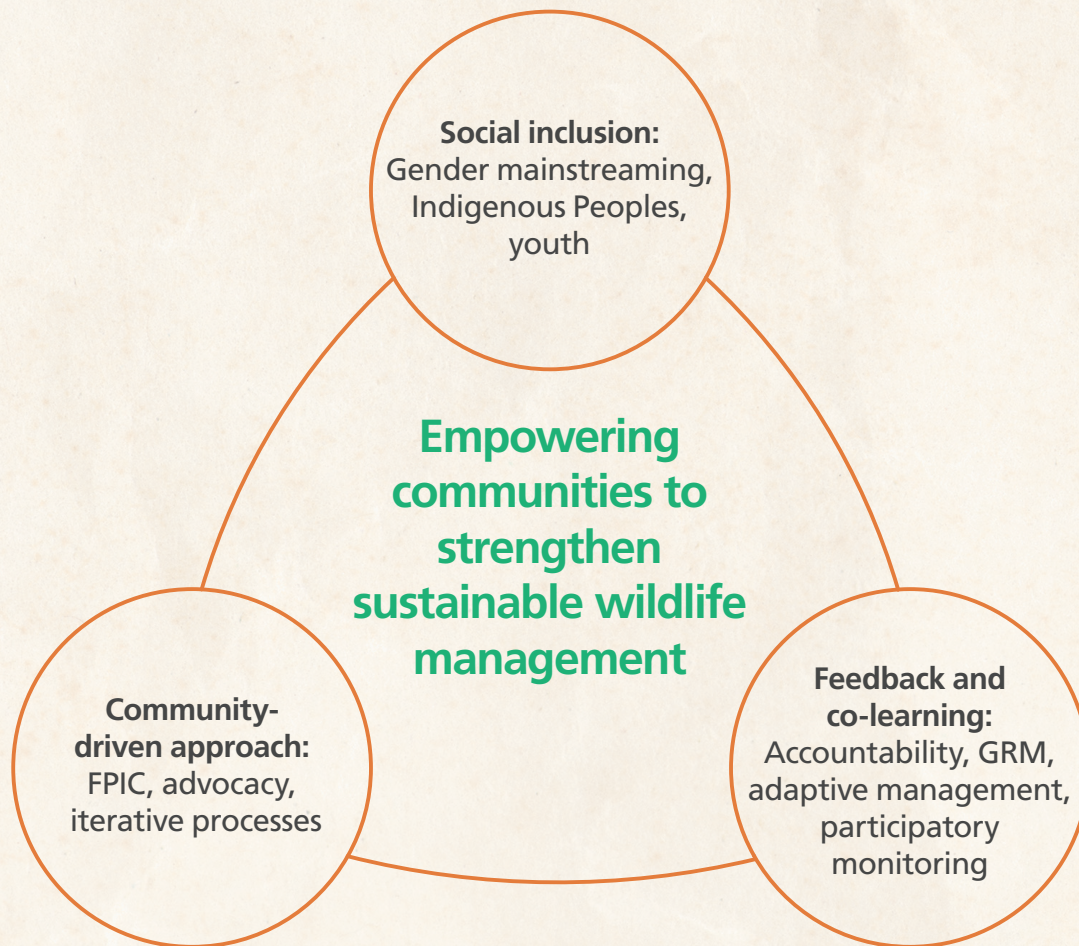 Social inclusion:
Gender mainstreaming,
Indigenous Peoples,
youth
Empowering
communities to
strengthen
sustainable wildlife
management
Community-
driven approach:
FPIC, advocacy,
iterative processes
Feedback and
co-learning:
Accountability, GRM,
adaptive management,
participatory
monitoring